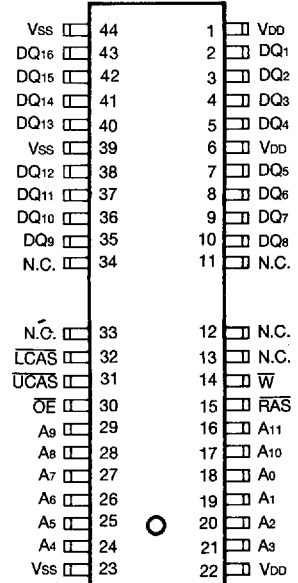 Vss 44 1 VDD
DQ16 43 2 DQ1
DQ15 42 3 DQ2
DQ14 41 4 DQ3
DQ13 40 5 DQ4
Vss 39 6 VDD
DQ12 38 7 DQ5
DQ11 37 8 DQ6
DQ10 36 9 DQ7
DQ9 35 10 DQ8
N.C. 34 11 N.C.
N.C. 33 12 N.C.
L̅C̅A̅S̅ 32 13 N.C.
U̅C̅A̅S̅ 31 14 W̅
O̅E̅ 30 15 R̅A̅S̅
A9 29 16 A11
A8 28 17 A10
A7 27 18 A0
A6 26 19 A1
A5 25 20 A2
A4 24 21 A3
Vss 23 22 VDD